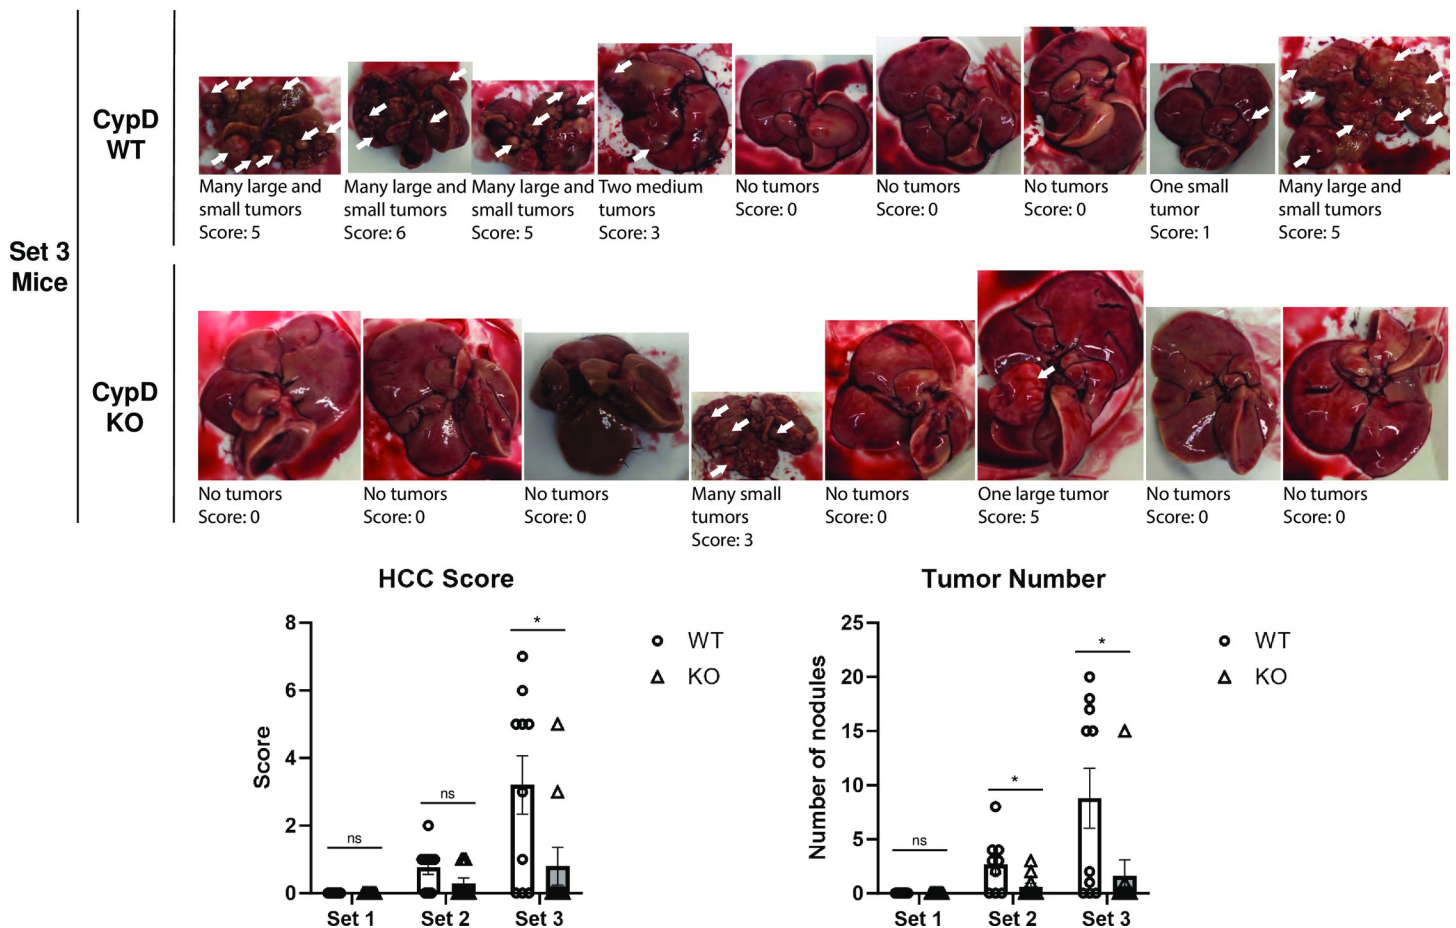 Set 3
Mice
CypD
WT
Many large and
small tumors
Score: 5
Many large and
small tumors
Score: 6
Many large and
small tumors
Score: 5
Two medium
tumors
Score: 3
No tumors
Score: 0
No tumors
Score: 0
No tumors
Score: 0
One small
tumor
Score: 1
Many large and
small tumors
Score: 5
CypD
KO
No tumors
Score: 0
No tumors
Score: 0
No tumors
Score: 0
Many small
tumors
Score: 3
No tumors
Score: 0
One large tumor
Score: 5
No tumors
Score: 0
No tumors
Score: 0
HCC Score
Score
8
6
4
2
0
ns
ns
*
Set 1
Set 2
Set 3
WT
KO
Tumor Number
Number of nodules
25
20
15
10
5
0
ns
*
*
Set 1
Set 2
Set 3
WT
KO